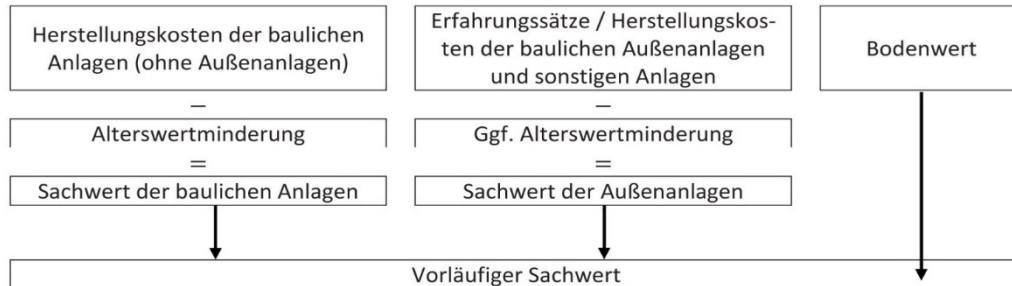 Herstellungskosten der baulichen
Anlagen (ohne Außenanlagen)
–
Alterswertminderung
=
Sachwert der baulichen Anlagen
Erfahrungssätze / Herstellungskos-
ten der baulichen Außenanlagen
und sonstigen Anlagen
–
Ggf. Alterswertminderung
=
Sachwert der Außenanlagen
Bodenwert
Vorläufiger Sachwert